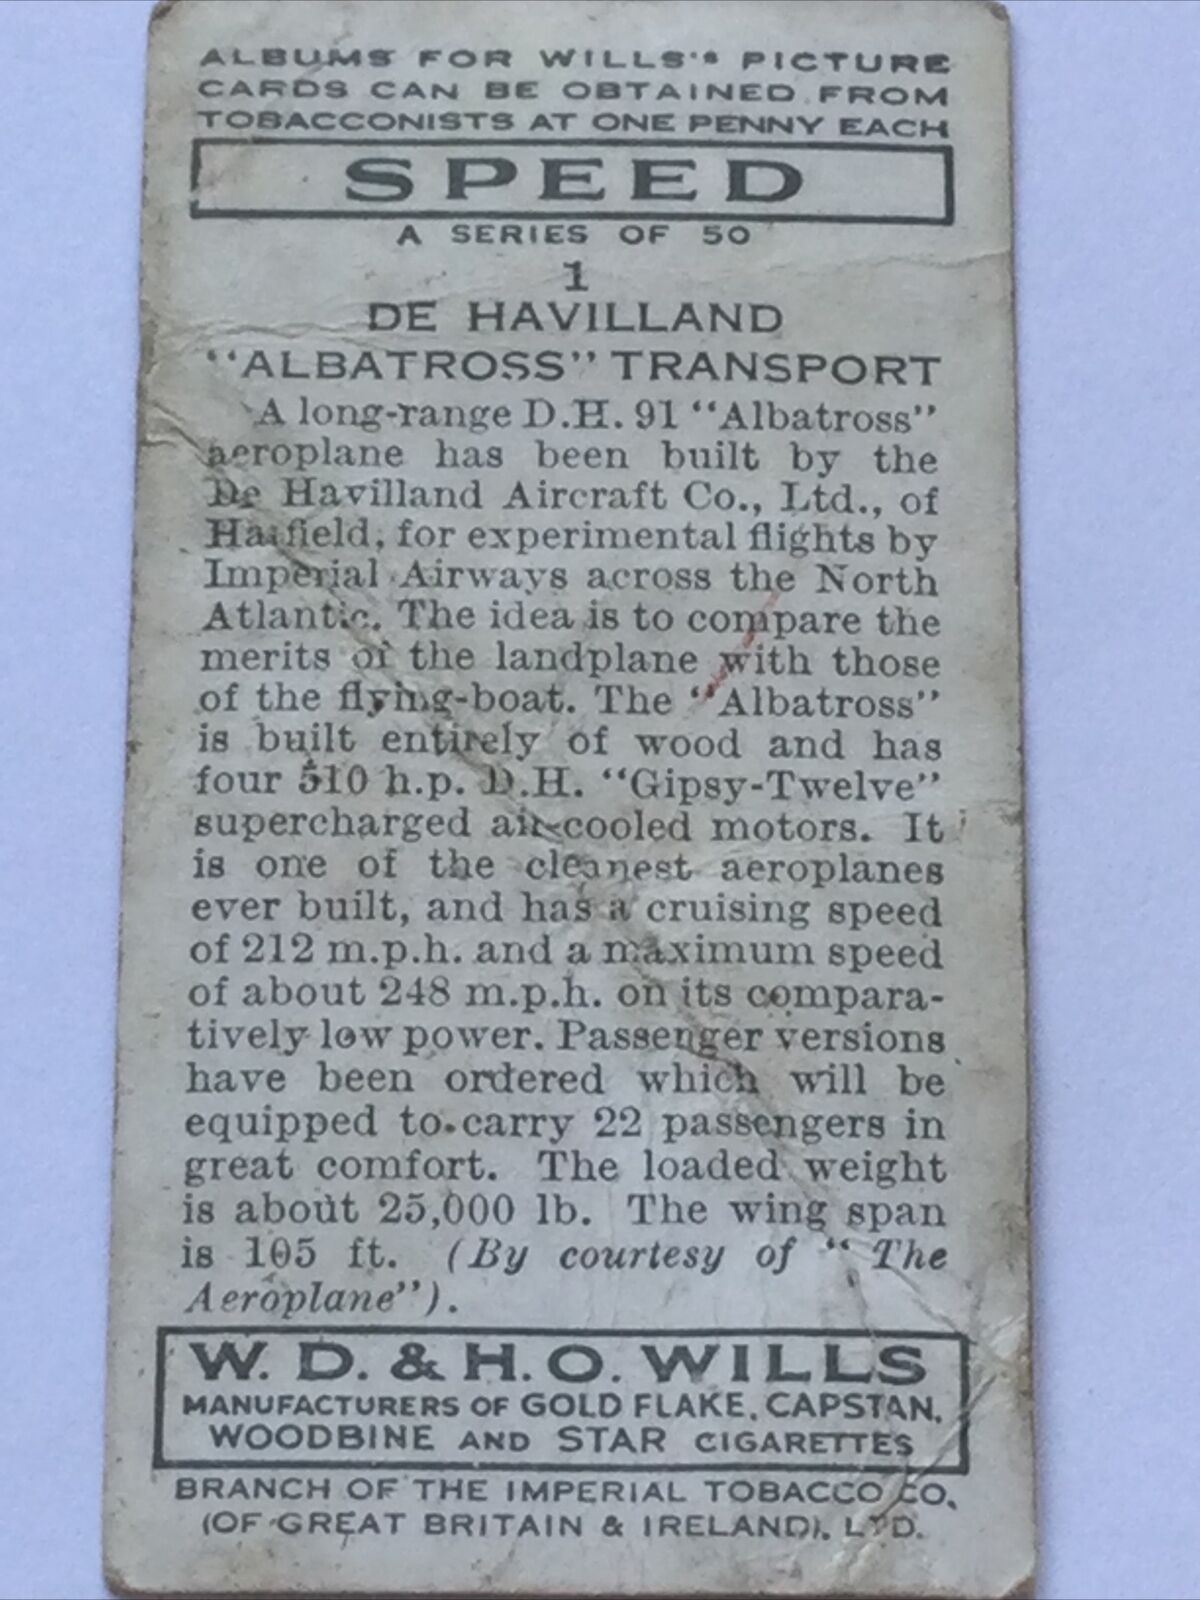 ALBUMS FOR WILLS'S PICTURE
CARDS CAN BE OBTAINED FROM
TOBACCONISTS AT ONE PENNY EACH
SPEED
A SERIES OF 50
1
DE HAVILLAND
"ALBATROSS" TRANSPORT
A long-range D.H. 91 "Albatross"
aeroplane has been built by the
De Havilland Aircraft Co., Ltd., of
Hatfield, for experimental flights by
Imperial Airways across the North
Atlantic. The idea is to compare the
merits of the landplane with those
of the flying-boat. The "Albatross"
is built entirely of wood and has
four 510 h.p. D.H. "Gipsy-Twelve"
supercharged air-cooled motors. It
is one of the cleanest aeroplanes
ever built, and has a cruising speed
of 212 m.p.h. and a maximum speed
of about 248 m.p.h. on its compara-
tively low power. Passenger versions
have been ordered which will be
equipped to carry 22 passengers in
great comfort. The loaded weight
is about 25,000 lb. The wing span
is 105 ft. (By courtesy of "The
Aeroplane").
W. D. & H. O. WILLS
MANUFACTURERS OF GOLD FLAKE, CAPSTAN,
WOODBINE AND STAR CIGARETTES
BRANCH OF THE IMPERIAL TOBACCO CO.
(OF GREAT BRITAIN & IRELAND), LTD.